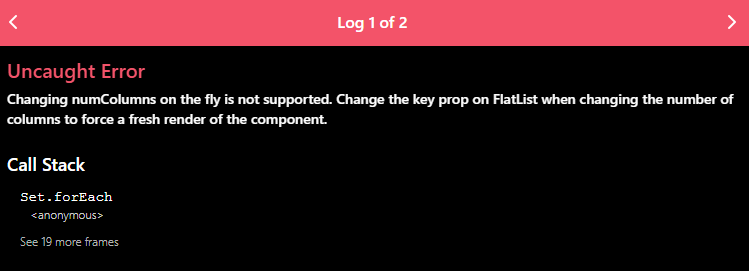 Log 1 of 2
Uncaught Error
Changing numColumns on the fly is not supported. Change the key prop on FlatList when changing the number of
columns to force a fresh render of the component.
Call Stack
Set.forEach
<anonymous>
See 19 more frames